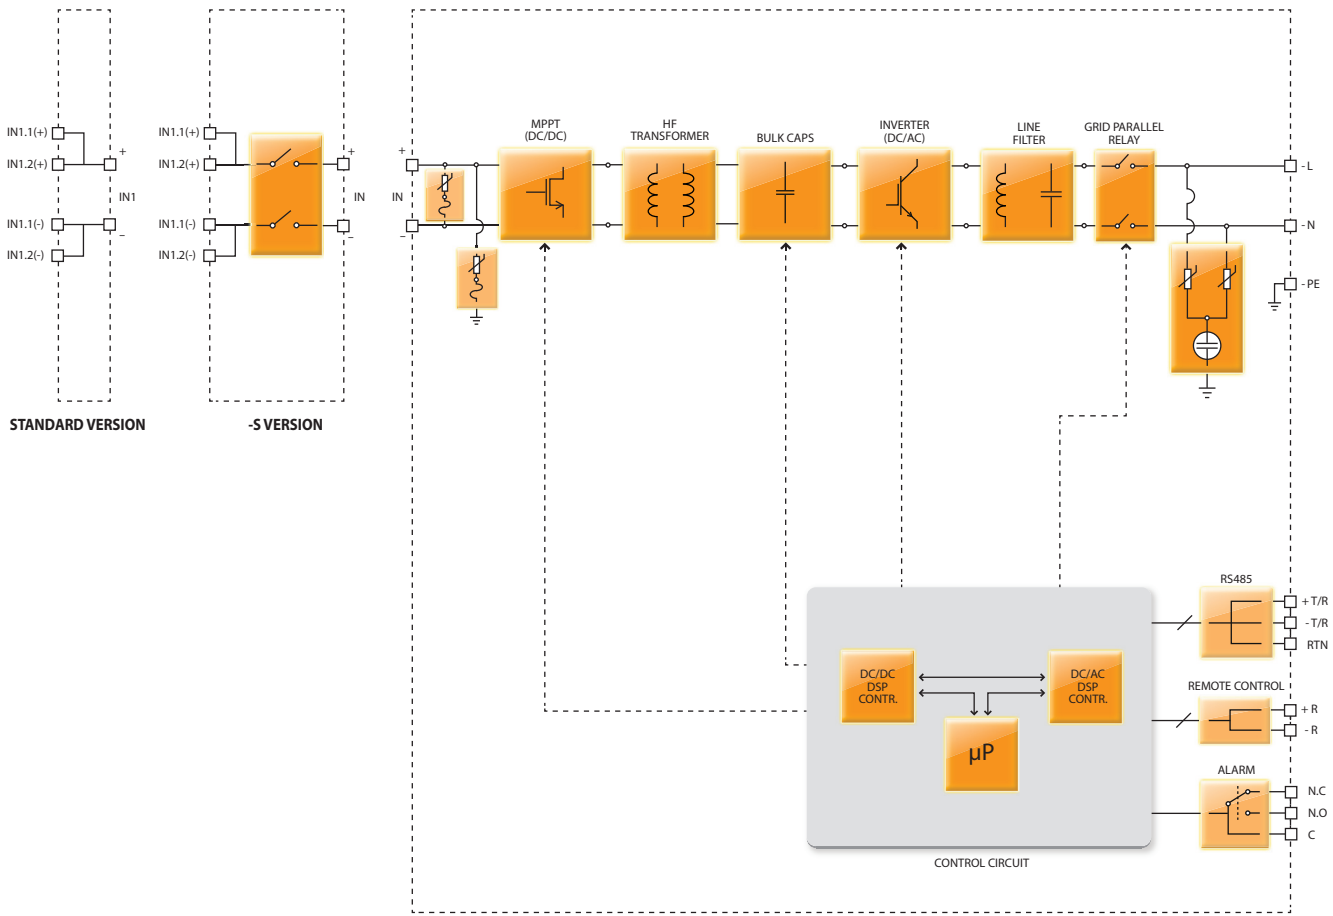 IN1.1(+)
IN1.2(+)
+
IN1
IN1.1(-)
IN1.2(-)
–
STANDARD VERSION
IN1.1(+)
IN1.2(+)
+
IN
IN1.1(-)
IN1.2(-)
–
-S VERSION
+
IN
–
MPPT
(DC/DC)
HF
TRANSFORMER
BULK CAPS
INVERTER
(DC/AC)
LINE
FILTER
GRID PARALLEL
RELAY
- L
- N
- PE
DC/DC
DSP
CONTR.
DC/AC
DSP
CONTR.
µP
CONTROL CIRCUIT
RS485
+ T/R
- T/R
RTN
REMOTE CONTROL
+ R
- R
ALARM
N.C
N.O
C